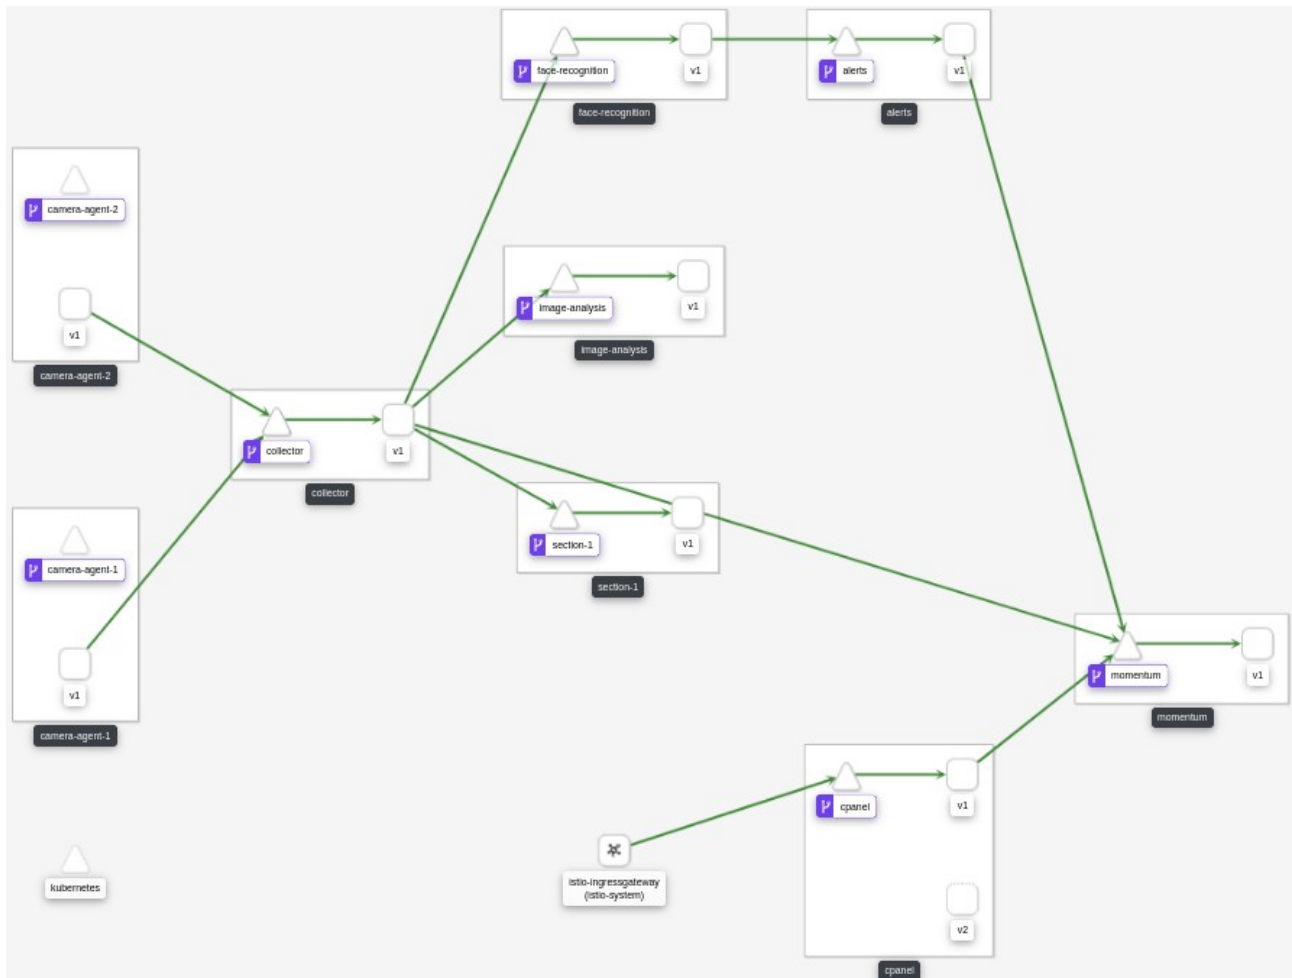 face-recognition
v1
face-recognition
alerts
v1
alerts
camera-agent-2
v1
camera-agent-2
image-analysis
v1
image-analysis
collector
v1
collector
camera-agent-1
v1
camera-agent-1
section-1
v1
section-1
momentum
v1
momentum
cpanel
v1
v2
cpanel
istio-ingressgateway
(istio-system)
kubernetes